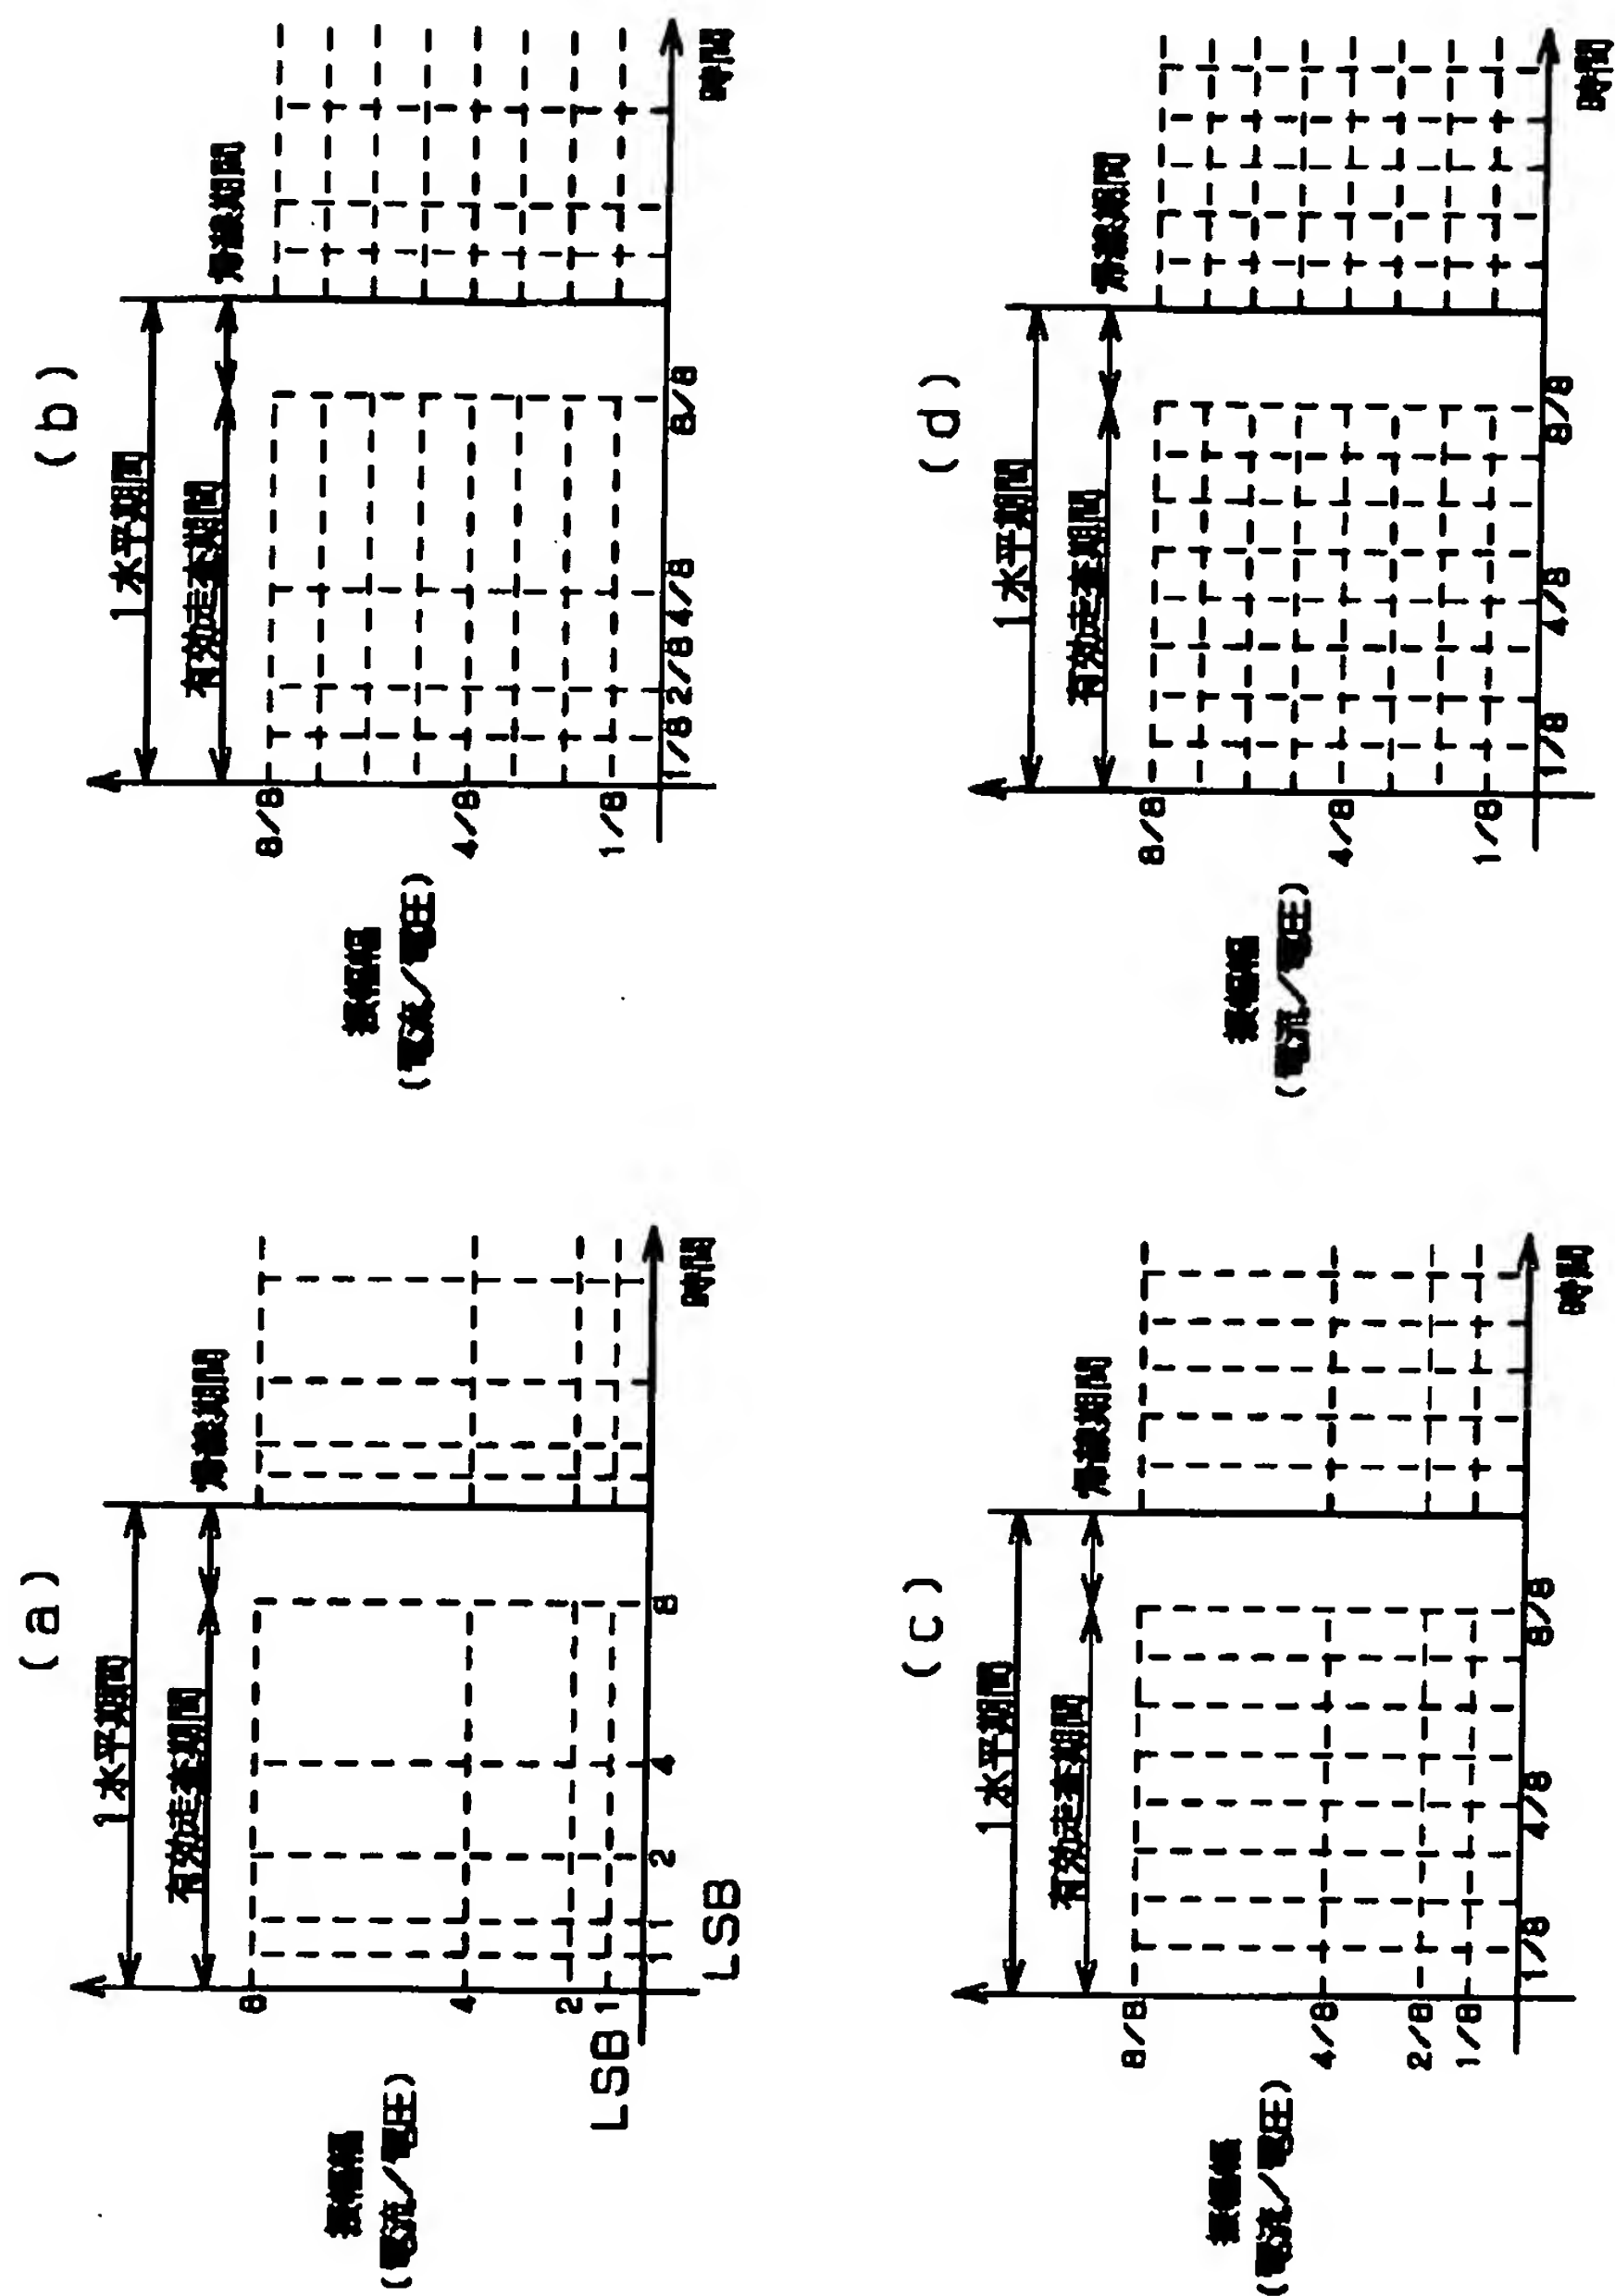 (a)
1水平期間
有効走査期間
帰線期間
振幅幅
(電流/電圧)
8
4
2
1
LSB
1
1
2
4
8
LSB
時間
(b)
1水平期間
有効走査期間
帰線期間
振幅幅
(電流/電圧)
8/8
4/8
1/8
1/8
2/8
4/8
8/8
時間
(c)
1水平期間
有効走査期間
帰線期間
振幅幅
(電流/電圧)
8/8
4/8
2/8
1/8
1/8
4/8
8/8
時間
(d)
1水平期間
有効走査期間
帰線期間
振幅幅
(電流/電圧)
8/8
4/8
1/8
1/8
4/8
8/8
時間